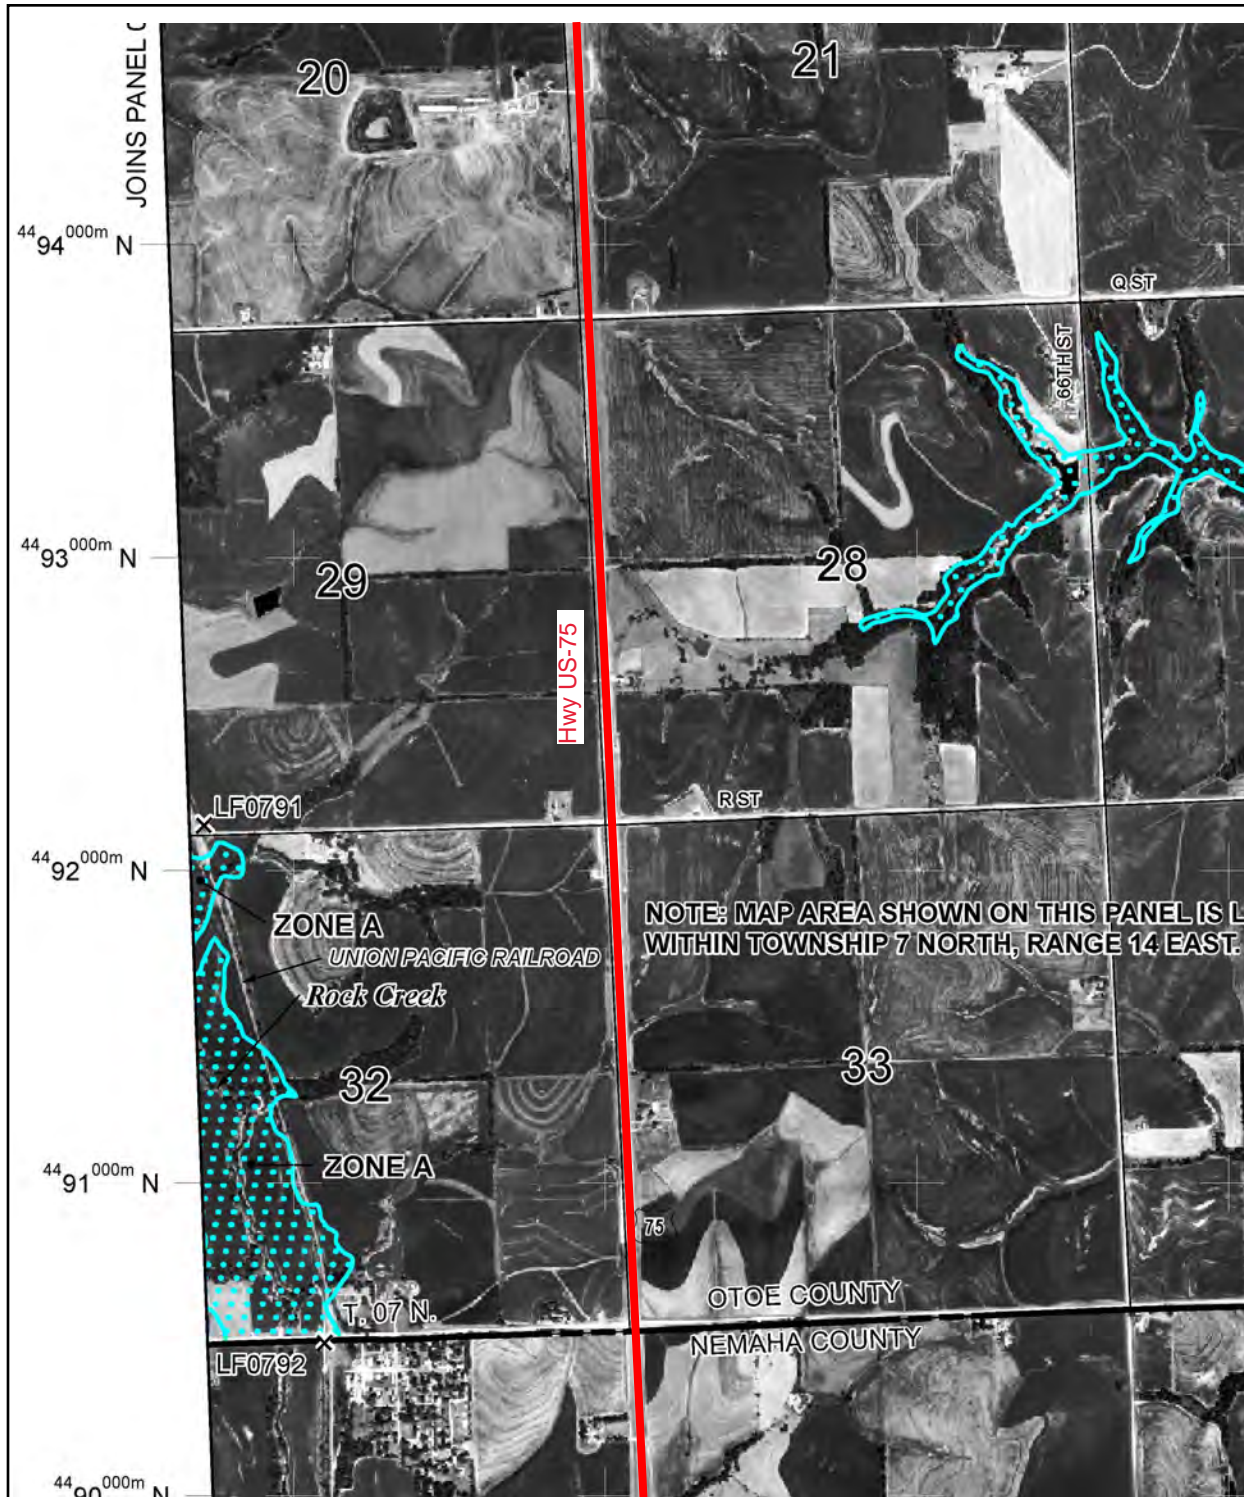 JOINS PANEL
20
21
4494000m N
Q ST
66TH ST
4493000m N
29
28
Hwy US-75
LF0791
R ST
4492000m N
ZONE A
NOTE: MAP AREA SHOWN ON THIS PANEL IS
WITHIN TOWNSHIP 7 NORTH, RANGE 14 EAST.
UNION PACIFIC RAILROAD
Rock Creek
32
33
4491000m N
ZONE A
75
OTOE COUNTY
T. 07 N.
NEMAHA COUNTY
LF0792
4490000m N